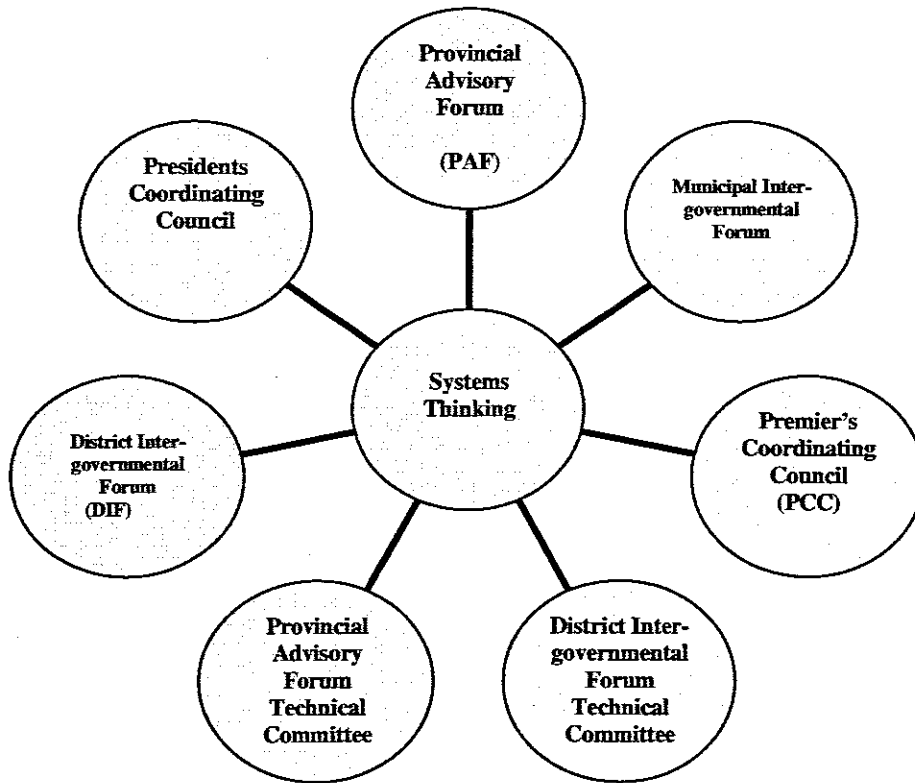 Provincial
Advisory
Forum
(PAF)
Presidents
Coordinating
Council
Municipal Inter-
governmental
Forum
Systems
Thinking
District Inter-
governmental
Forum
(DIF)
Premier's
Coordinating
Council
(PCC)
Provincial
Advisory
Forum
Technical
Committee
District Inter-
governmental
Forum
Technical
Committee